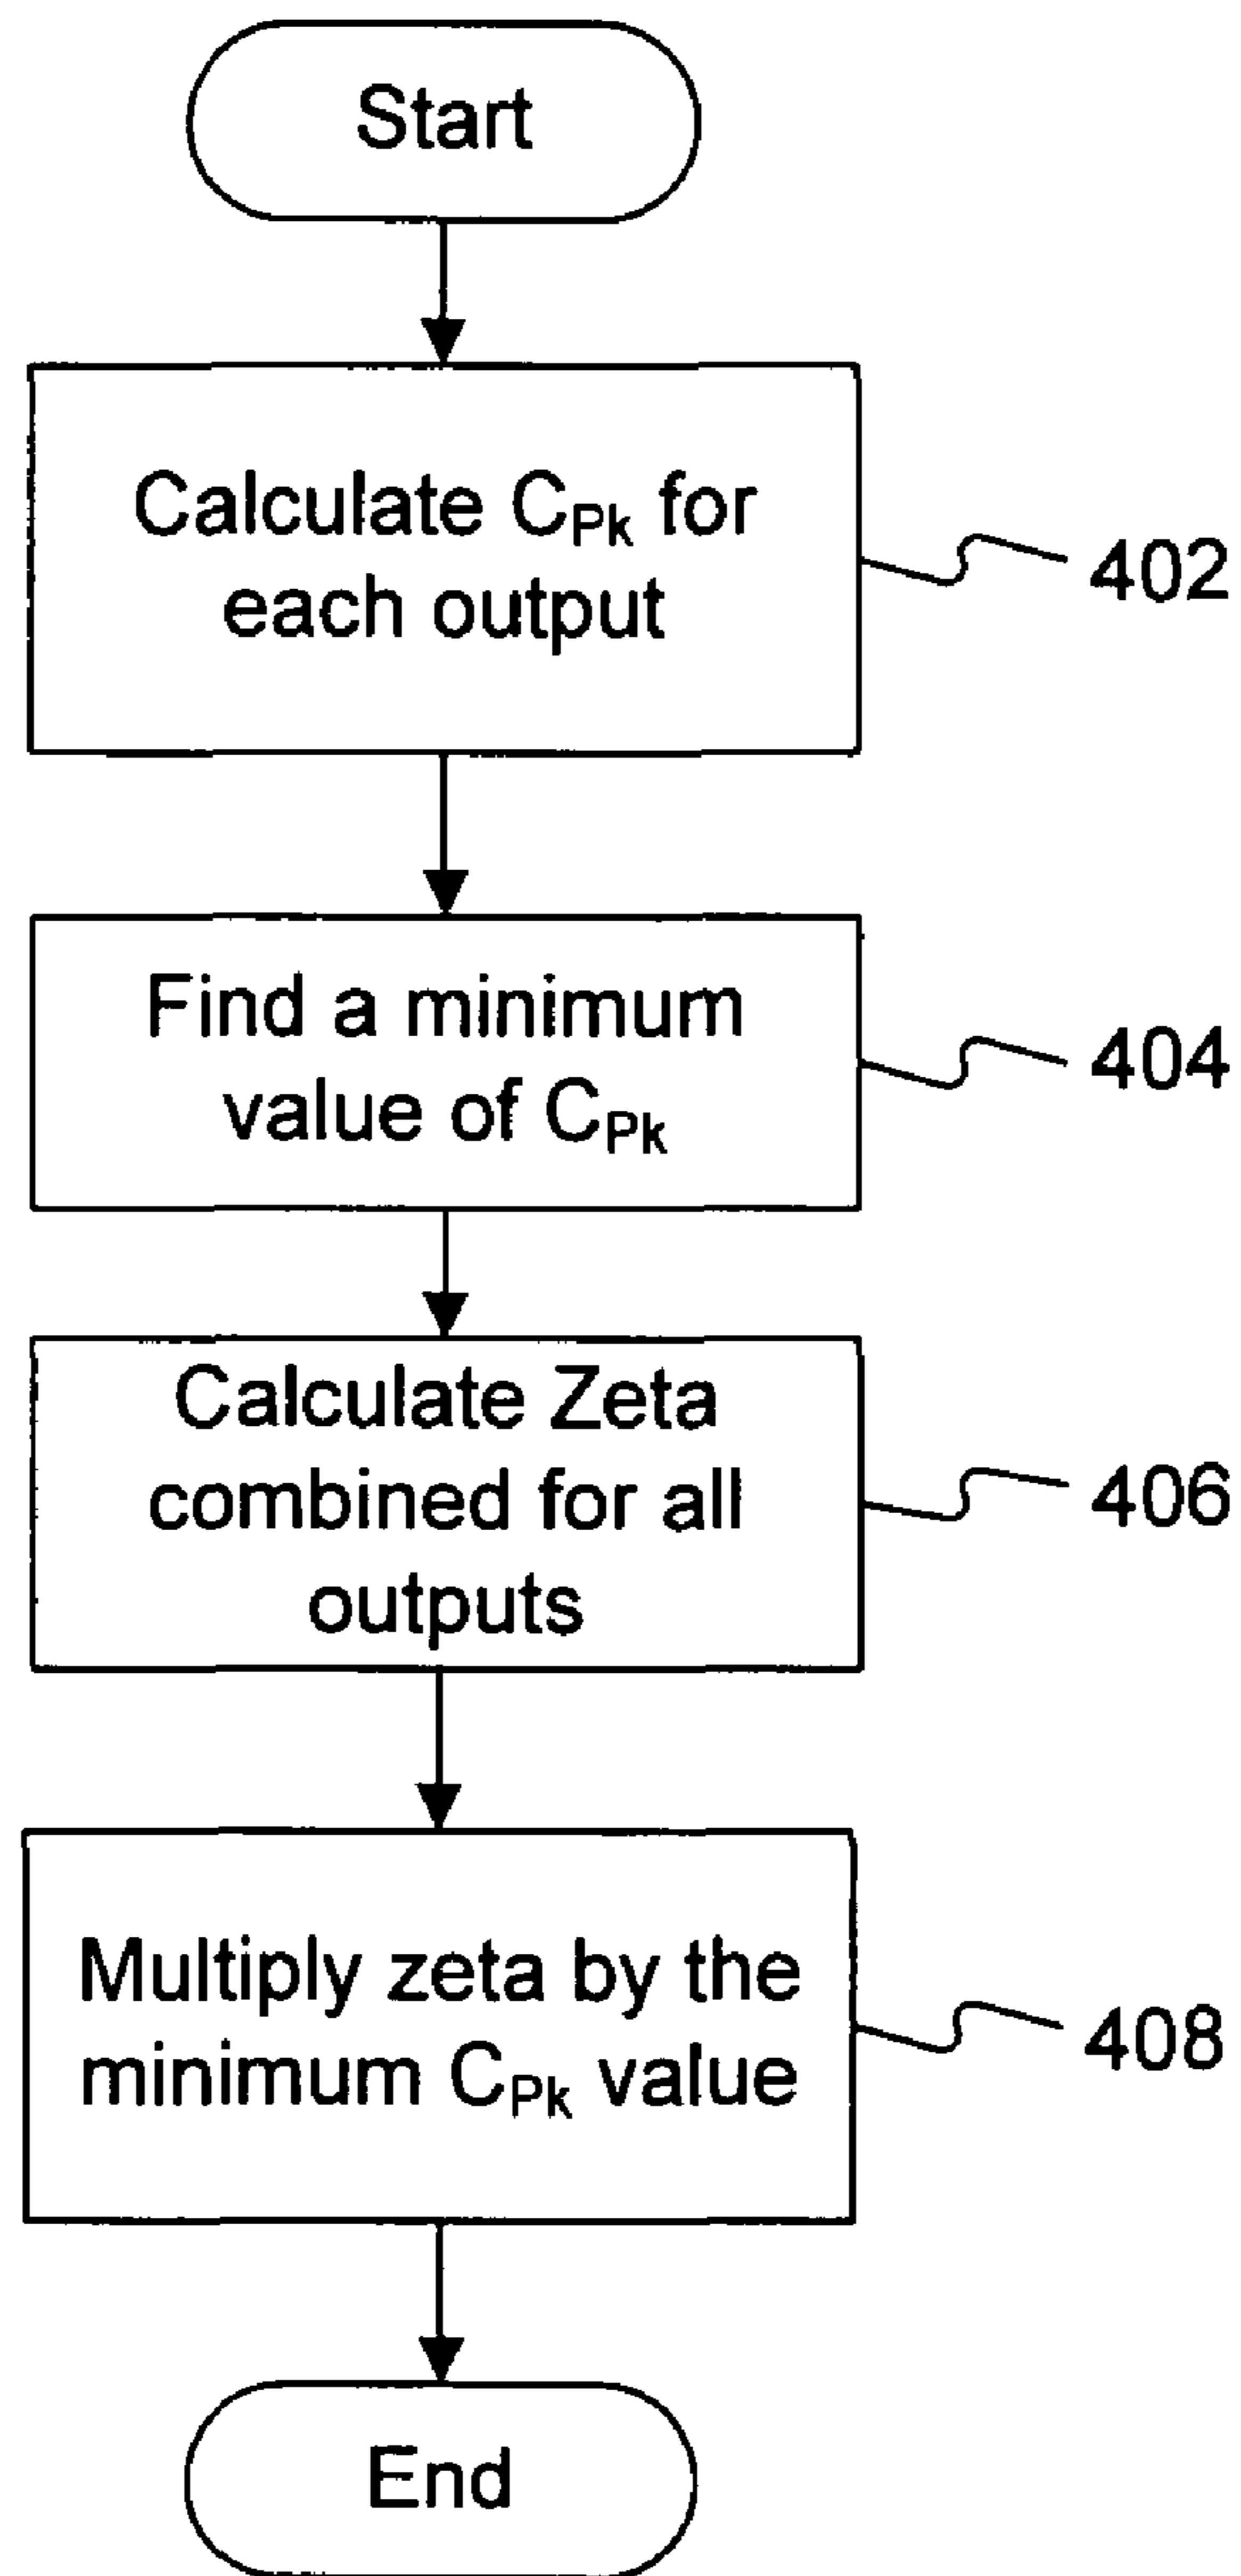 Start
Calculate CPk for
each output
402
Find a minimum
value of CPk
404
Calculate Zeta
combined for all
outputs
406
Multiply zeta by the
minimum CPk value
408
End